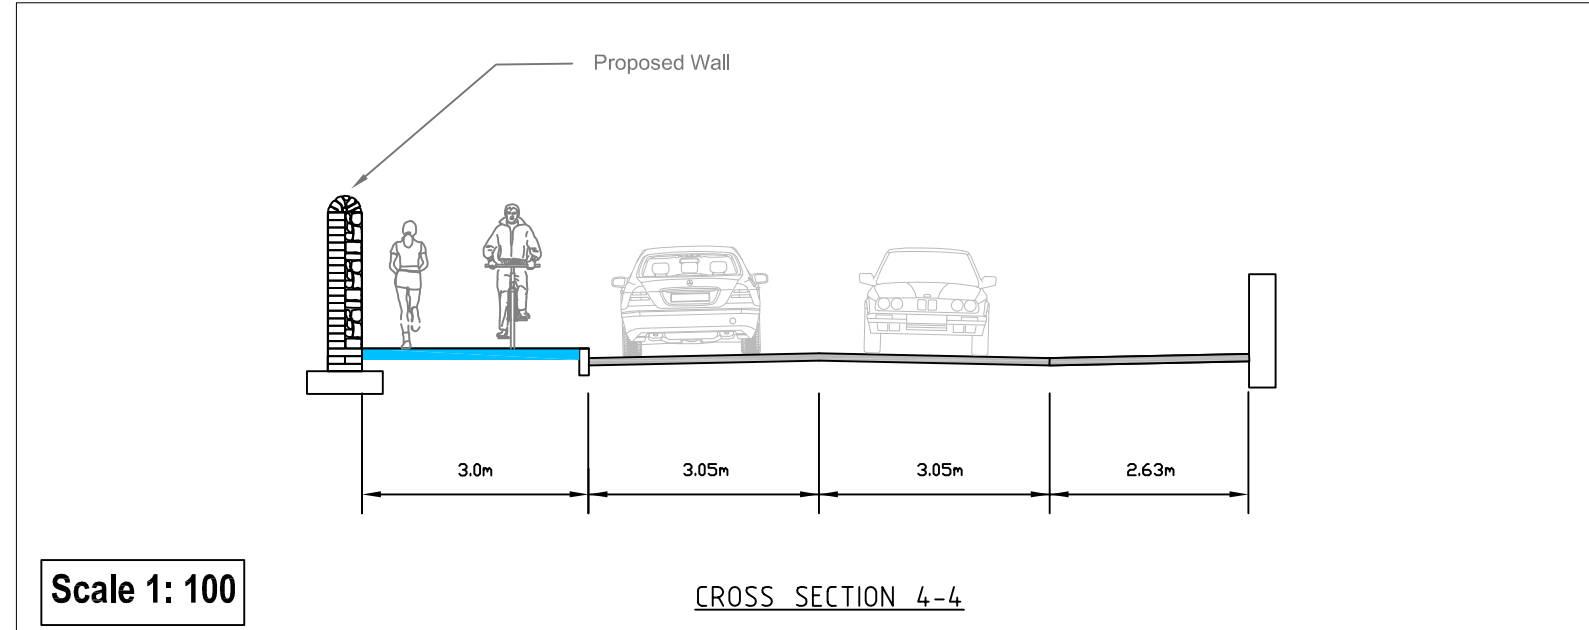 Proposed Wall
3.0m
3.05m
3.05m
2.63m
Scale 1: 100
CROSS SECTION 4-4